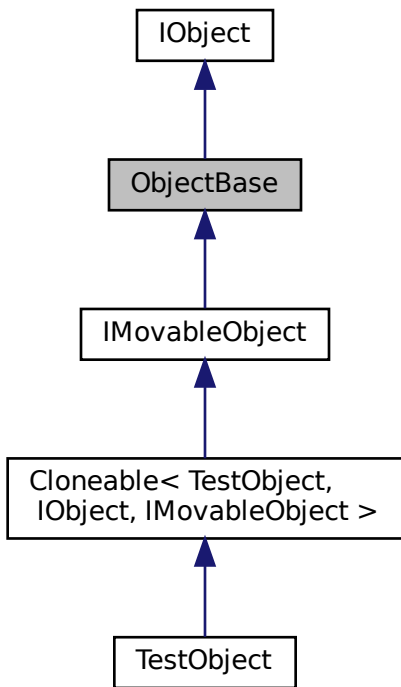 IObject
ObjectBase
IMovableObject
Cloneable< TestObject,
IObject, IMovableObject >
TestObject